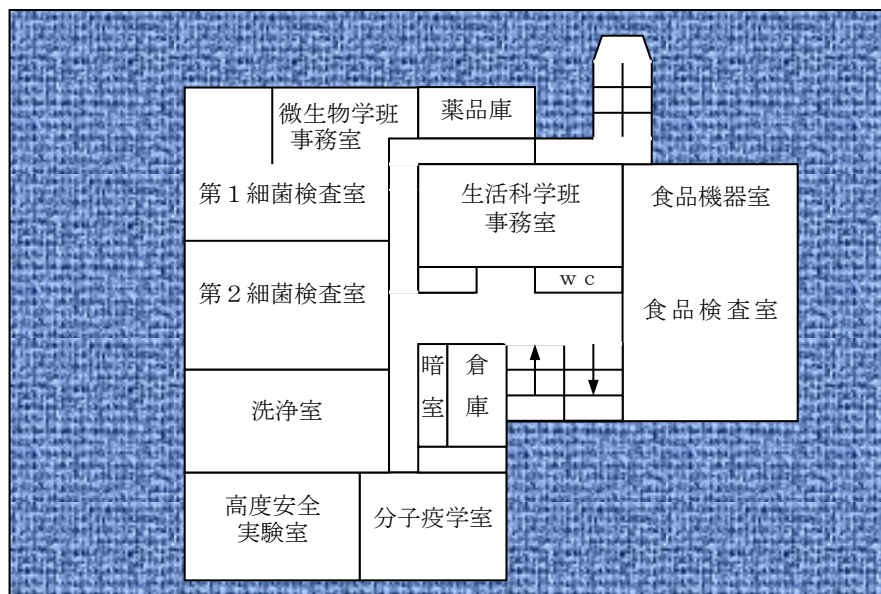 微生物学班
事務室
薬品庫
第１細菌検査室
生活科学班
事務室
食品機器室
第２細菌検査室
ｗｃ
食品検査室
暗室
倉庫
洗浄室
高度安全
実験室
分子疫学室